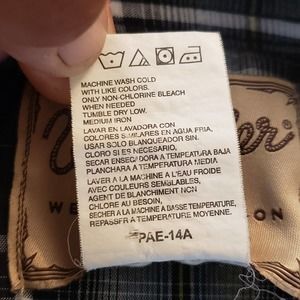 MACHINE WASH COLD
WITH LIKE COLORS.
ONLY NON-CHLORINE BLEACH
WHEN NEEDED
TUMBLE DRY LOW.
MEDIUM IRON
LAVAR EN LAVADORA CON
COLORES SIMILARES EN AGUA FRIA,
USAR SOLO BLANQUEADOR SIN
CLORO SI ES NECESARIO,
SECAR ENSECADOR A TEMPERATURA BAJA
PLANCHAR A TEMPERATURA MEDIA
LAVER A LA MACHINE A L'EAU FROIDE
AVEC COULEURS SEMBLABLES,
AGENT DE BLANCHIMENT NON
CHLORE AU BESOIN,
SECHER A LA MACHINE A BASSE TEMPERATURE,
REPASSER A TEMPERATURE MOYENNE.
PAE-14A